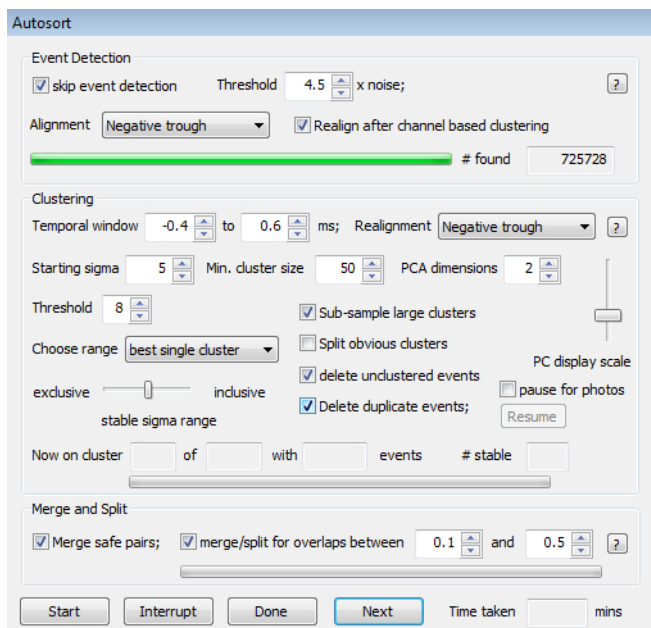 Autosort
Event Detection
skip event detection Threshold 4.5 x noise; ?
Alignment Negative trough Realign after channel based clustering
# found 725728
Clustering
Temporal window -0.4 to 0.6 ms; Realignment Negative trough ?
Starting sigma 5 Min. cluster size 50 PCA dimensions 2
Threshold 8 Sub-sample large clusters
Split obvious clusters
Choose range best single cluster PC display scale
delete unclustered events
exclusive inclusive pause for photos
Delete duplicate events; Resume
stable sigma range
Now on cluster of with events # stable
Merge and Split
Merge safe pairs; merge/split for overlaps between 0.1 and 0.5 ?
Start Interrupt Done Next Time taken mins